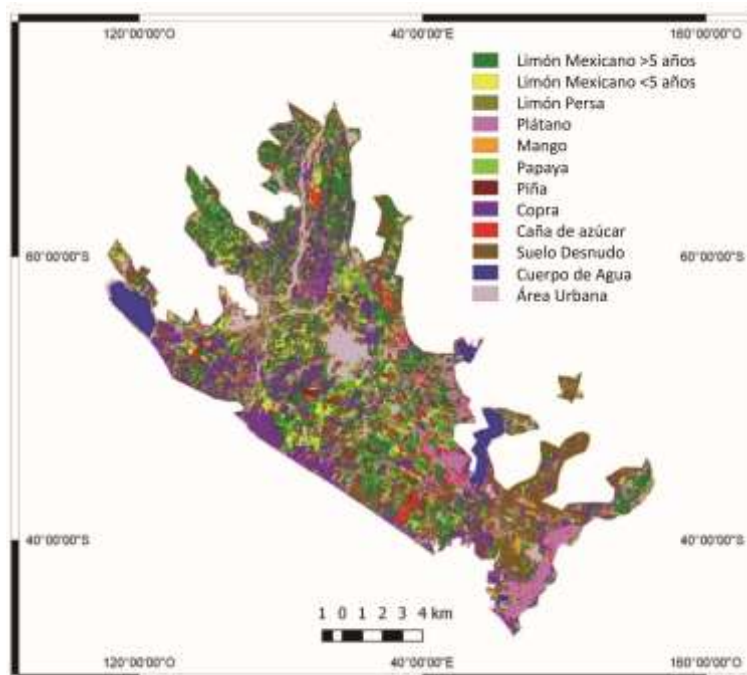 120°00'00"O 40°00'00"E 160°00'00"O
Limón Mexicano >5 años
Limón Mexicano <5 años
Limón Persa
Plátano
Mango
Papaya
Piña
Copra
Caña de azúcar
Suelo Desnudo
Cuerpo de Agua
Área Urbana
60°00'00"S 60°00'00"S
40°00'00"S 40°00'00"S
1 0 1 2 3 4 km
120°00'00"O 40°00'00"E 160°00'00"O